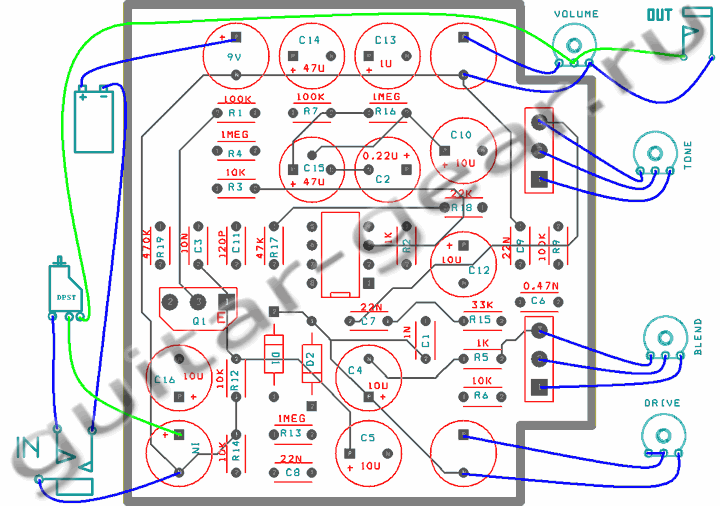 VOLUME
OUT
+
9V
C14
+ 47U
C13
+ 1U
100K
R1
100K
R7
1MEG
R16
1MEG
R4
C10
+ 10U
TONE
10K
R3
C15
+ 47U
0.22U +
C2
22K
R18
470K
R19
10N
C3
120P
C11
47K
R17
1K
R2
+
10U
C12
22N
C9
100K
R9
DPST
Q1
E
22N
C7
1N
C1
33K
R15
0.47N
C6
BLEND
1K
R5
C16
10U
+
10K
R12
D1
D2
C4
10U
+
10K
R6
DRIVE
IN
+
IN
10K
R14
1MEG
R13
22N
C8
C5
+ 10U
guitar-gear.ru